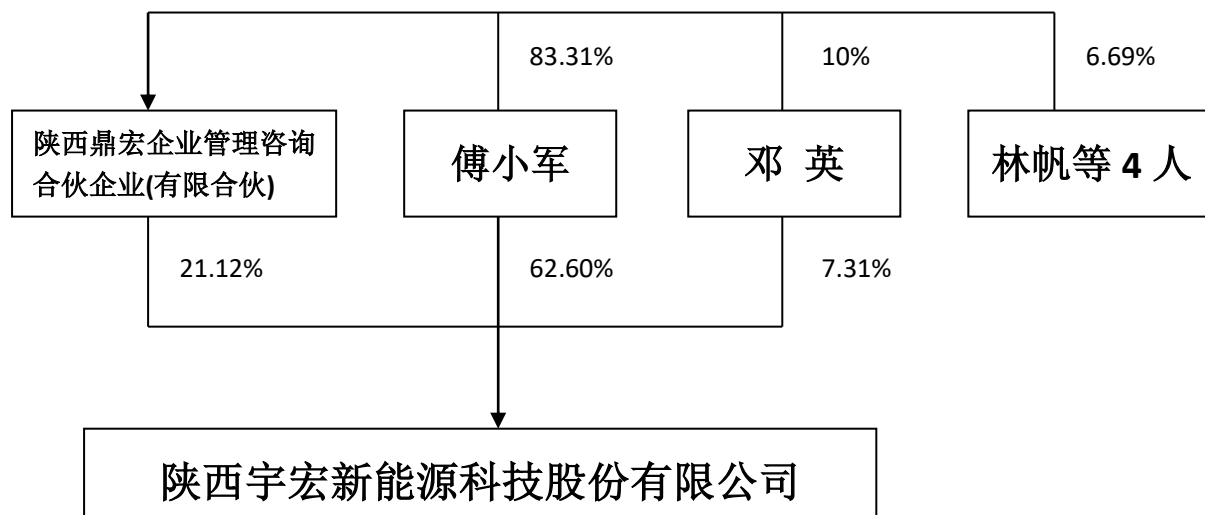 83.31%
10%
6.69%
陕西鼎宏企业管理咨询
合伙企业(有限合伙)
傅小军
邓 英
林帆等 4 人
21.12%
62.60%
7.31%
陕西宇宏新能源科技股份有限公司